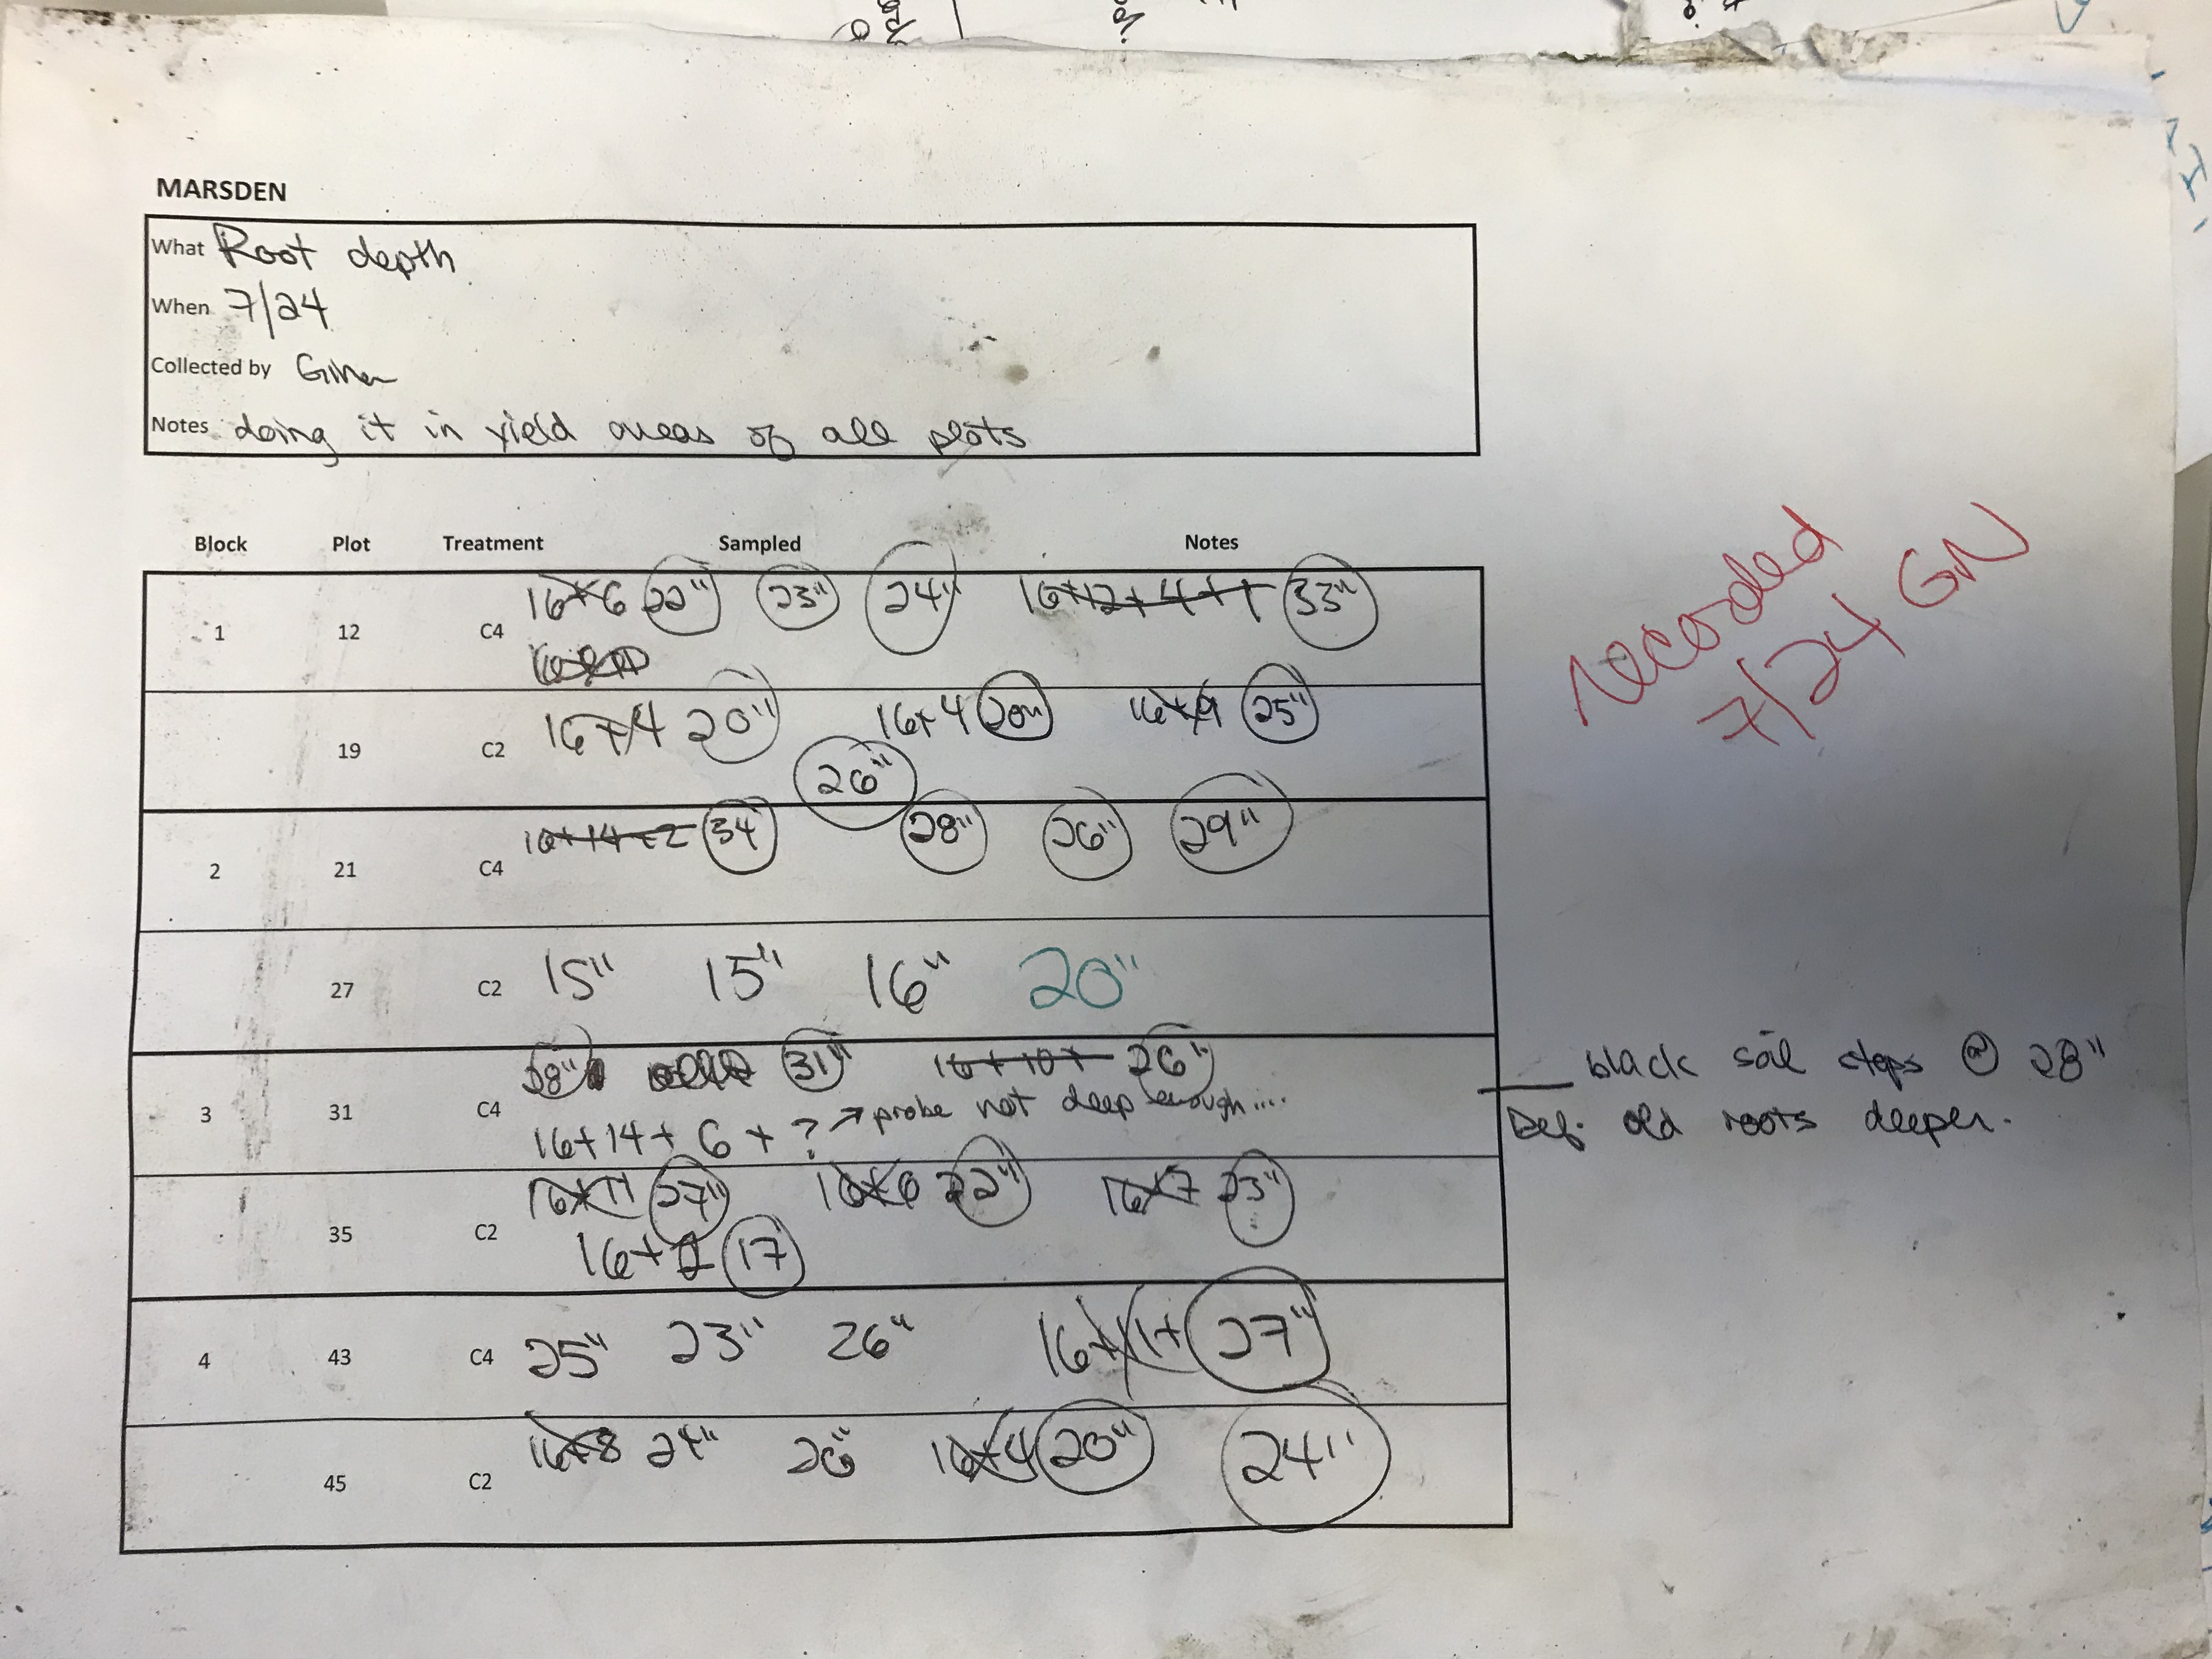 MARSDEN
What Root depth
When 7/24
Collected by Gina
Notes doing it in yield areas of all plots
Block Plot Treatment Sampled Notes
1 12 C4 16+6 22" 23" 24" 16+12+4+1 33"
19 C2 16+4 20" 16+4 20" 16+9 25"
26"
2 21 C4 16+14+2 34" 28" 26" 29"
27 C2 15" 15" 16" 20"
3 31 C4 28" 31" 16+10+ 26"
16+14+6+? → probe not deep enough....
35 C2 16+11 27" 16+6 22" 16+7 23"
16+ 17
4 43 C4 25" 23" 26" 16+11+ 27"
45 C2 16+8 24" 26" 16+4 20" 24"
recorded
7/24 GN
black soil stops @ 28"
Def. old roots deeper.